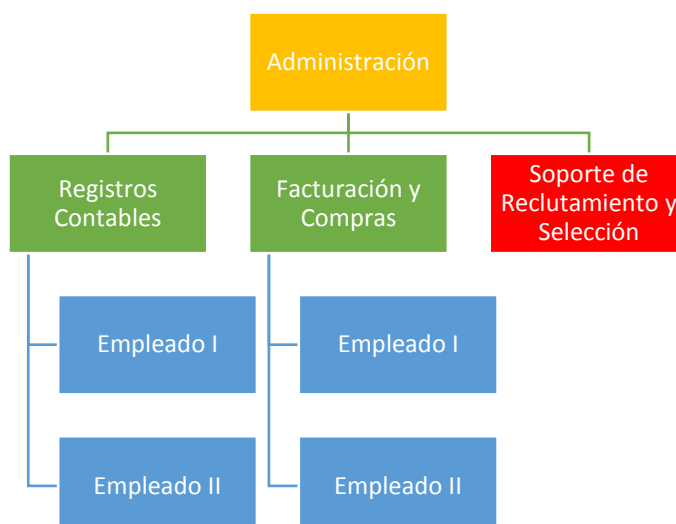 Administración
Registros
Contables
Facturación y
Compras
Soporte de
Reclutamiento y
Selección
Empleado I
Empleado I
Empleado II
Empleado II